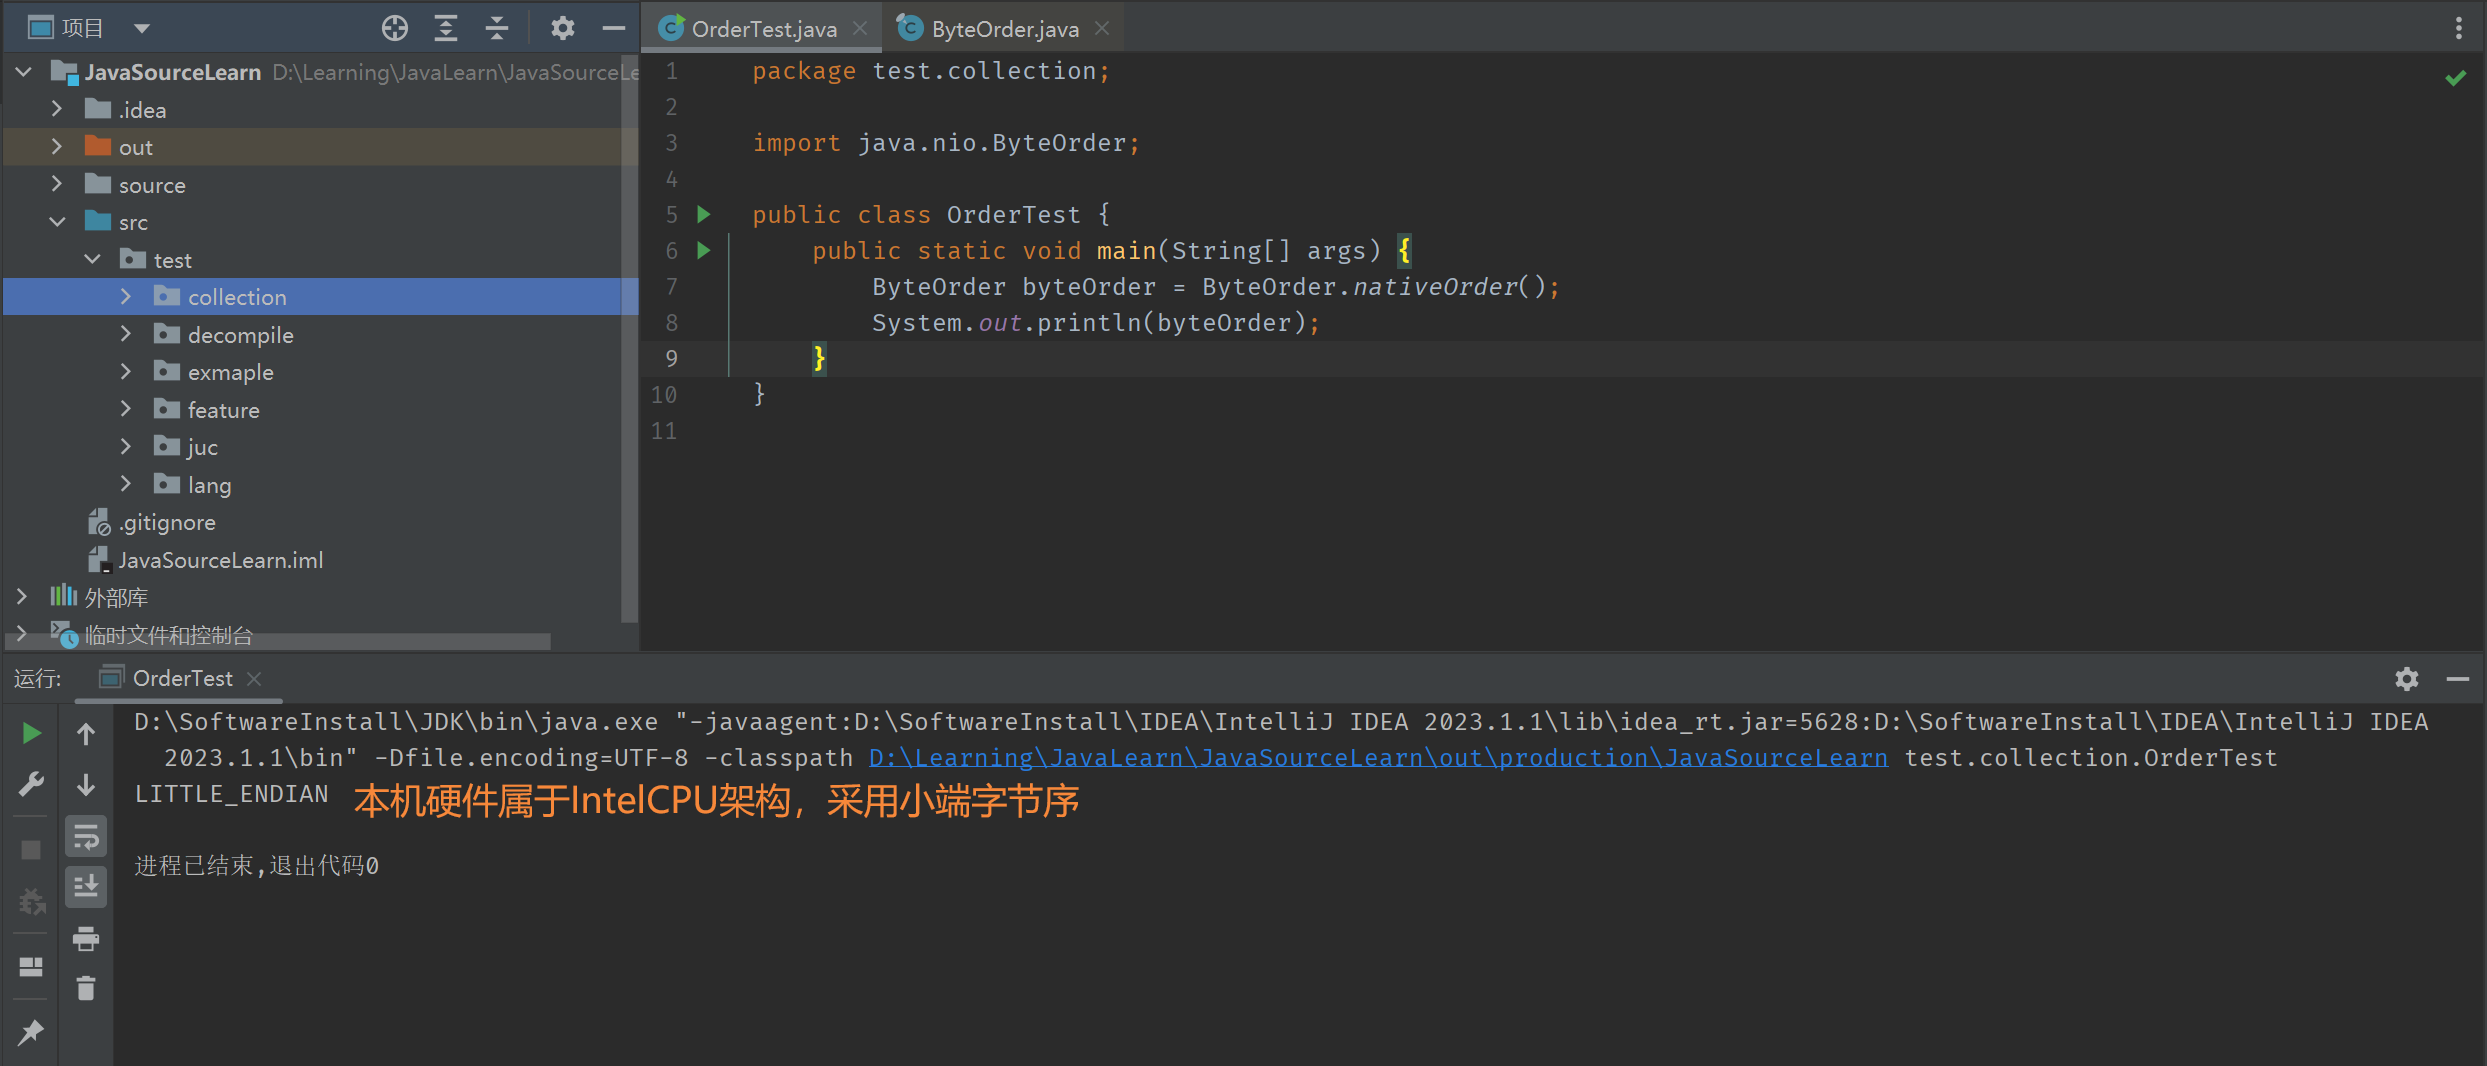 项目
JavaSourceLearn D:\Learning\JavaLearn\JavaSourceLe
.idea
out
source
src
test
collection
decompile
exmaple
feature
juc
lang
.gitignore
JavaSourceLearn.iml
外部库
临时文件和控制台
OrderTest.java
ByteOrder.java
1 package test.collection;
2
3 import java.nio.ByteOrder;
4
5 public class OrderTest {
6 public static void main(String[] args) {
7 ByteOrder byteOrder = ByteOrder.nativeOrder();
8 System.out.println(byteOrder);
9 }
10 }
11
运行: OrderTest
D:\SoftwareInstall\JDK\bin\java.exe "-javaagent:D:\SoftwareInstall\IDEA\IntelliJ IDEA 2023.1.1\lib\idea_rt.jar=5628:D:\SoftwareInstall\IDEA\IntelliJ IDEA
2023.1.1\bin" -Dfile.encoding=UTF-8 -classpath D:\Learning\JavaLearn\JavaSourceLearn\out\production\JavaSourceLearn test.collection.OrderTest
LITTLE_ENDIAN 本机硬件属于IntelCPU架构，采用小端字节序
进程已结束,退出代码0